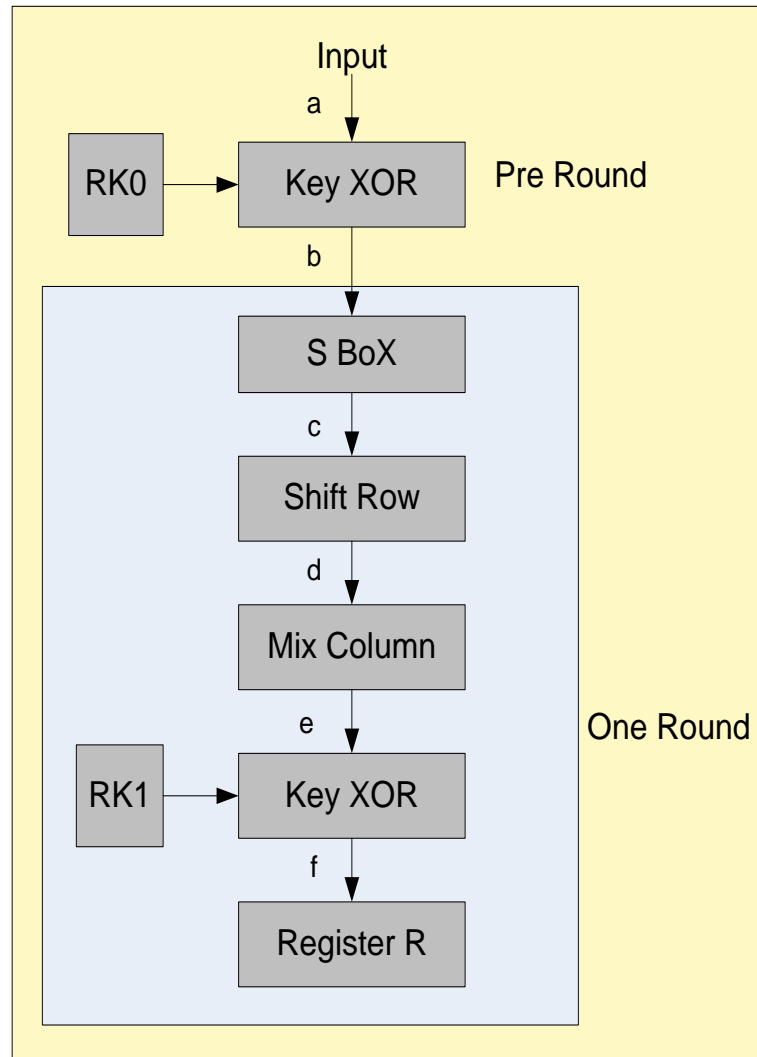 Input
a
RK0
Key XOR
Pre Round
b
S BoX
c
Shift Row
d
Mix Column
e
One Round
RK1
Key XOR
f
Register R